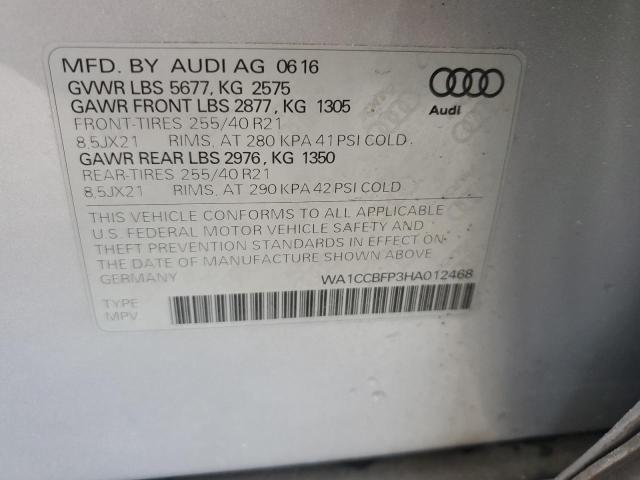 MFD. BY AUDI AG 0616
GVWR LBS 5677, KG 2575
GAWR FRONT LBS 2877, KG 1305
FRONT-TIRES 255/40 R21
8,5JX21 RIMS, AT 280 KPA 41 PSI COLD.
GAWR REAR LBS 2976, KG 1350
REAR-TIRES 255/40 R21
8,5JX21 RIMS, AT 290 KPA 42 PSI COLD
Audi
THIS VEHICLE CONFORMS TO ALL APPLICABLE
U.S. FEDERAL MOTOR VEHICLE SAFETY AND
THEFT PREVENTION STANDARDS IN EFFECT ON
THE DATE OF MANUFACTURE SHOWN ABOVE
GERMANY WA1CCBFP3HA012468
TYPE
MPV